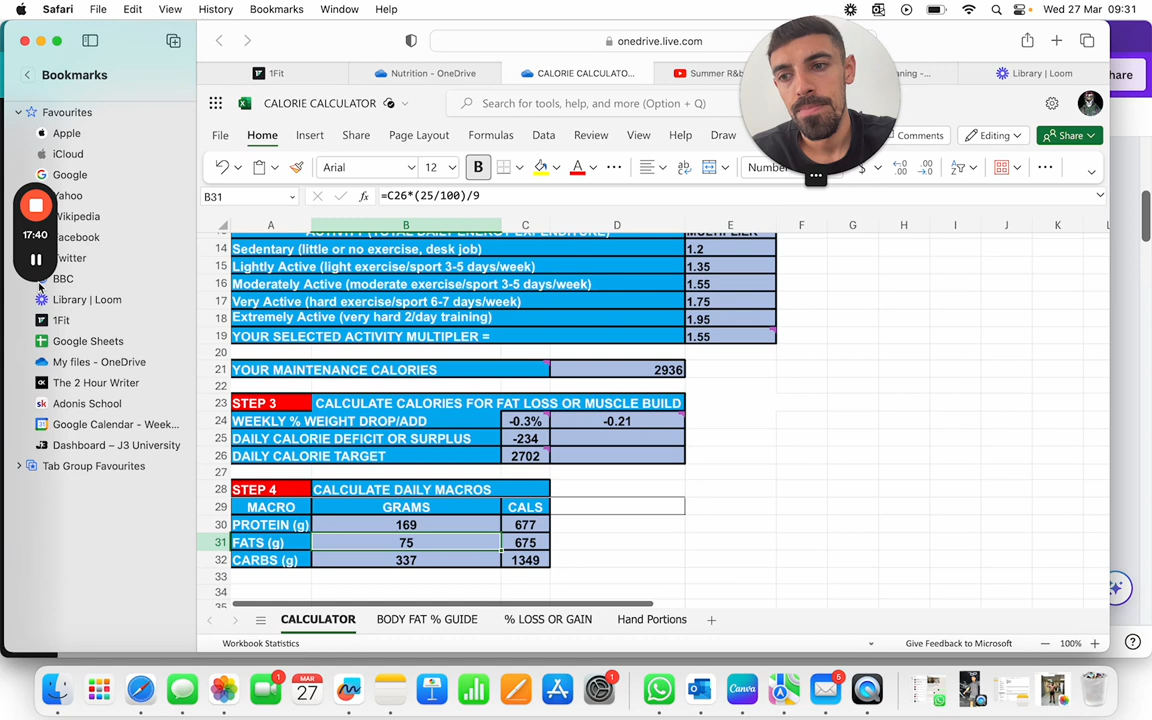 Safari File Edit View History Bookmarks Window Help Wed 27 Mar 09:31
Bookmarks
Favourites
Apple
iCloud
Google
Yahoo
Wikipedia
Facebook
Twitter
BBC
Library | Loom
1Fit
Google Sheets
My files - OneDrive
The 2 Hour Writer
Adonis School
Google Calendar - Week...
Dashboard – J3 University
Tab Group Favourites
17:40
onedrive.live.com
1Fit Nutrition - OneDrive CALORIE CALCULATO... Summer R&b Library | Loom
CALORIE CALCULATOR Search for tools, help, and more (Option + Q)
File Home Insert Share Page Layout Formulas Data Review View Help Draw Comments Editing Share
Arial 12 B A Number
B31 fx =C26*(25/100)/9
A B C D E F G H I J K L
14 Sedentary (little or no exercise, desk job) 1.2
15 Lightly Active (light exercise/sport 3-5 days/week) 1.35
16 Moderately Active (moderate exercise/sport 3-5 days/week) 1.55
17 Very Active (hard exercise/sport 6-7 days/week) 1.75
18 Extremely Active (very hard 2/day training) 1.95
19 YOUR SELECTED ACTIVITY MULTIPLER = 1.55
20
21 YOUR MAINTENANCE CALORIES 2936
22
23 STEP 3 CALCULATE CALORIES FOR FAT LOSS OR MUSCLE BUILD
24 WEEKLY % WEIGHT DROP/ADD -0.3% -0.21
25 DAILY CALORIE DEFICIT OR SURPLUS -234
26 DAILY CALORIE TARGET 2702
27
28 STEP 4 CALCULATE DAILY MACROS
29 MACRO GRAMS CALS
30 PROTEIN (g) 169 677
31 FATS (g) 75 675
32 CARBS (g) 337 1349
33
34
CALCULATOR BODY FAT % GUIDE % LOSS OR GAIN Hand Portions
Workbook Statistics Give Feedback to Microsoft 100%
MAR
27
1
1
5
Canva